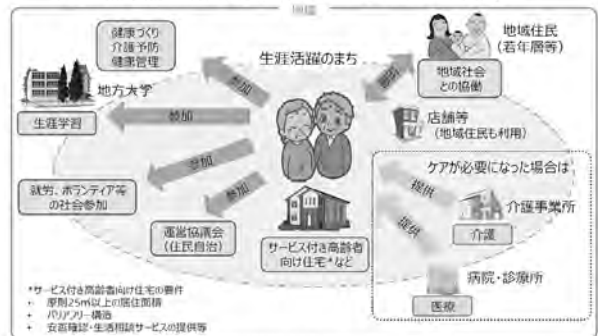 地域
健康づくり
介護予防
健康管理
生涯活躍のまち
地域住民
(若年層等)
地域社会
との協働
地方大学
生涯学習
参加
参加
参加
参加
店舗等
(地域住民も利用)
就労、ボランティア等
の社会参加
運営協議会
(住民自治)
サービス付き高齢者
向け住宅*など
ケアが必要になった場合は
提供
介護事業所
介護
提供
病院・診療所
医療
*サービス付き高齢者向け住宅の要件
・ 原則25㎡以上の居住面積
・ バリアフリー構造
・ 安否確認・生活相談サービスの提供等